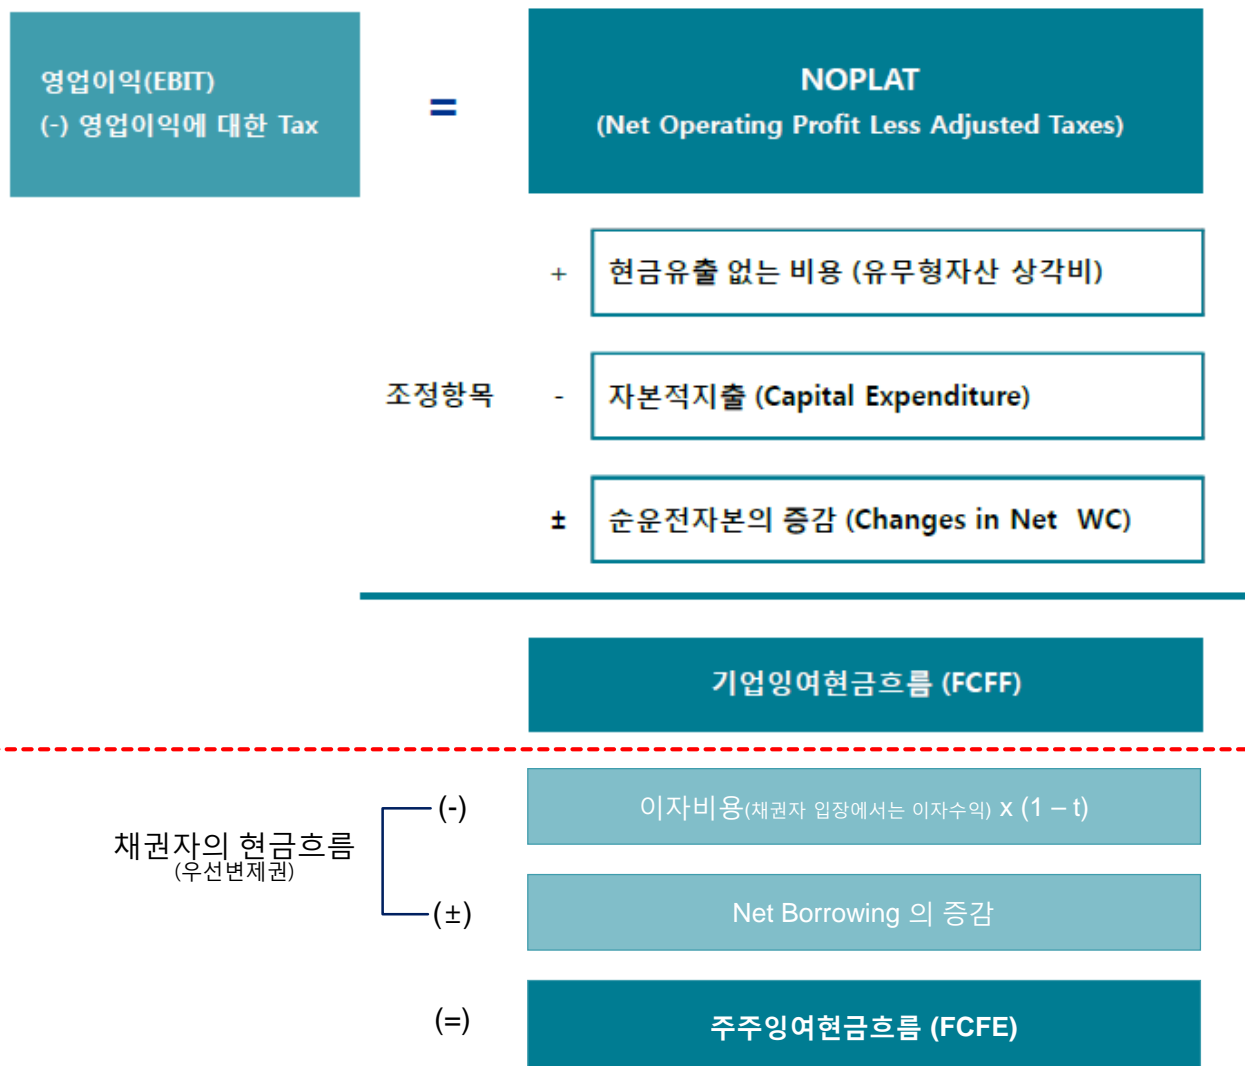 영업이익(EBIT)
(-) 영업이익에 대한 Tax
=
NOPLAT
(Net Operating Profit Less Adjusted Taxes)
+
현금유출 없는 비용 (유무형자산 상각비)
조정항목
-
자본적지출 (Capital Expenditure)
±
순운전자본의 증감 (Changes in Net WC)
기업잉여현금흐름 (FCFF)
채권자의 현금흐름
(우선변제권)
(-)
이자비용(채권자 입장에서는 이자수익) x (1 – t)
(±)
Net Borrowing 의 증감
(=)
주주잉여현금흐름 (FCFE)